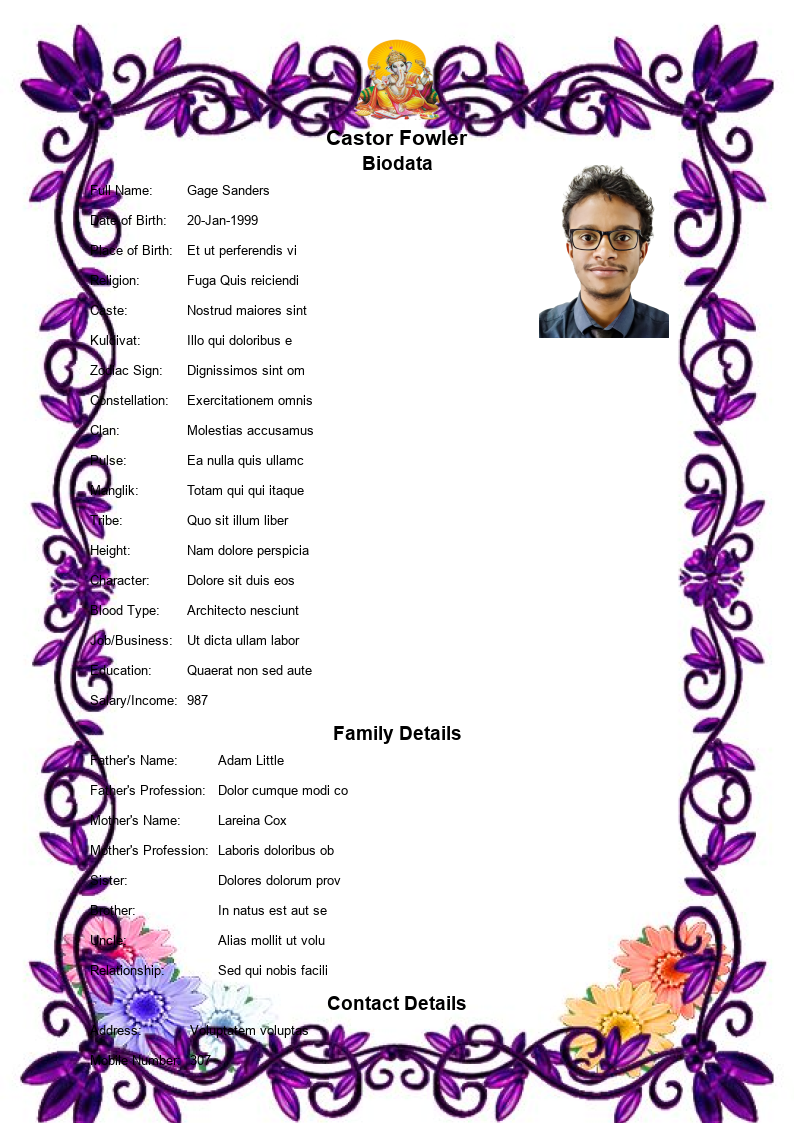 Castor Fowler
Biodata
Full Name: Gage Sanders
Date of Birth: 20-Jan-1999
Place of Birth: Et ut perferendis vi
Religion: Fuga Quis reiciendi
Caste: Nostrud maiores sint
Kuldivat: Illo qui doloribus e
Zodiac Sign: Dignissimos sint om
Constellation: Exercitationem omnis
Clan: Molestias accusamus
Pulse: Ea nulla quis ullamc
Manglik: Totam qui qui itaque
Tribe: Quo sit illum liber
Height: Nam dolore perspicia
Character: Dolore sit duis eos
Blood Type: Architecto nesciunt
Job/Business: Ut dicta ullam labor
Education: Quaerat non sed aute
Salary/Income: 987
Family Details
Father's Name: Adam Little
Father's Profession: Dolor cumque modi co
Mother's Name: Lareina Cox
Mother's Profession: Laboris doloribus ob
Sister: Dolores dolorum prov
Brother: In natus est aut se
Uncle: Alias mollit ut volu
Relationship: Sed qui nobis facili
Contact Details
Address: Voluptatem voluptas
Mobile Number: 307